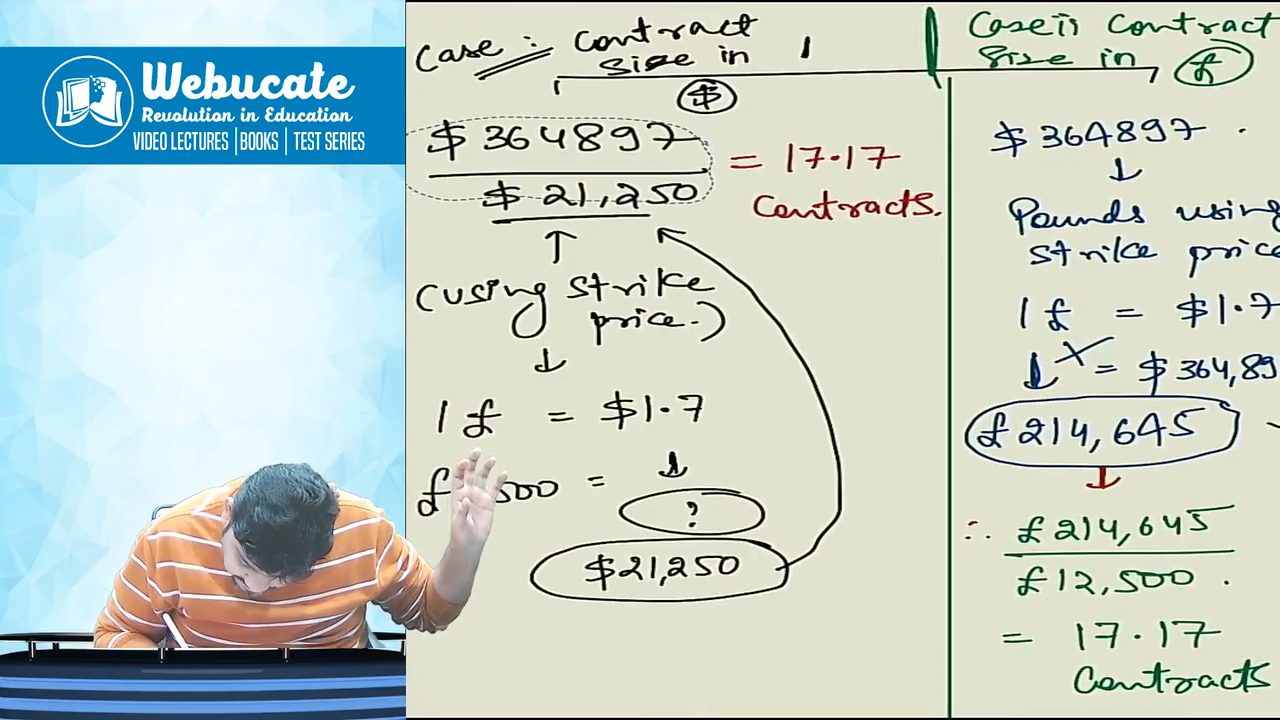 Webucate
Revolution in Education
VIDEO LECTURES | BOOKS | TEST SERIES
Case: Contract
Size in
$
$ 364897
$ 21,250
= 17.17
Contracts.
(using strike
price.)
1 £ = $1.7
500 =
?
$21,250
Case ii Contract
Size in £
$ 364897
Pounds using
strike price
1 £ = $1.7
= $364,89
£214,645
∴ £214,645
£12,500
= 17.17
Contracts